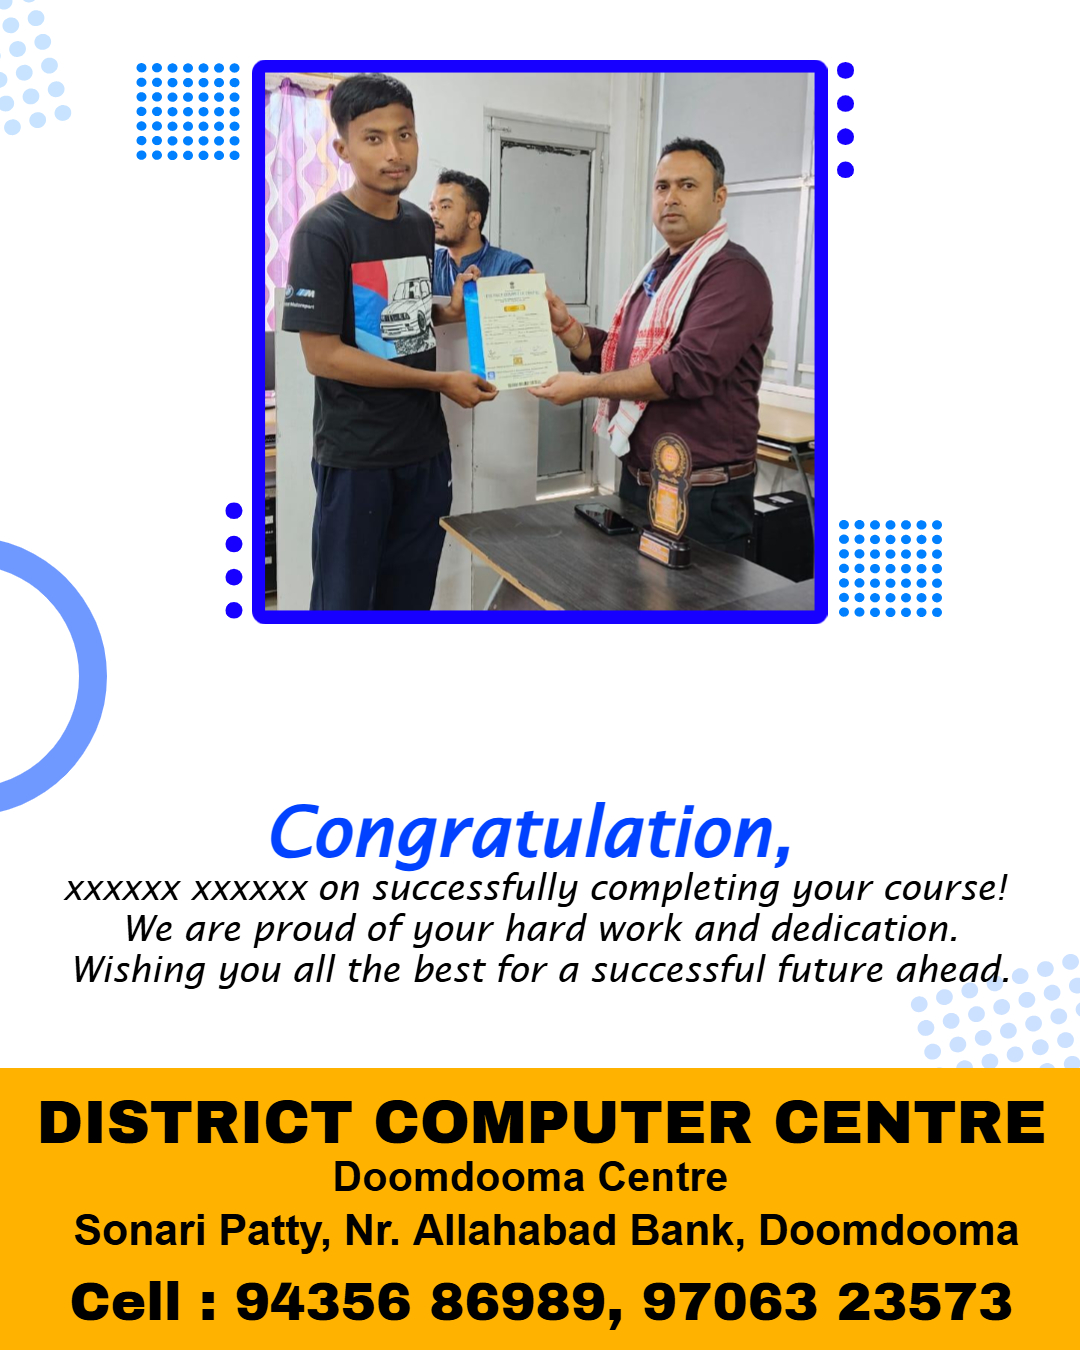 Congratulation,
xxxxxx xxxxxx on successfully completing your course!
We are proud of your hard work and dedication.
Wishing you all the best for a successful future ahead.
DISTRICT COMPUTER CENTRE
Doomdooma Centre
Sonari Patty, Nr. Allahabad Bank, Doomdooma
Cell : 94356 86989, 97063 23573